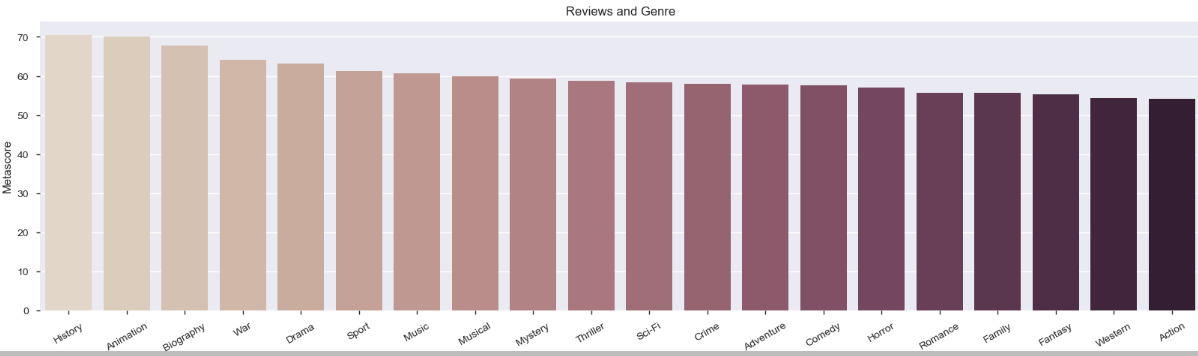 Reviews and Genre
Metascore
70
60
50
40
30
20
10
0
History
Animation
Biography
War
Drama
Sport
Music
Musical
Mystery
Thriller
Sci-Fi
Crime
Adventure
Comedy
Horror
Romance
Family
Fantasy
Western
Action